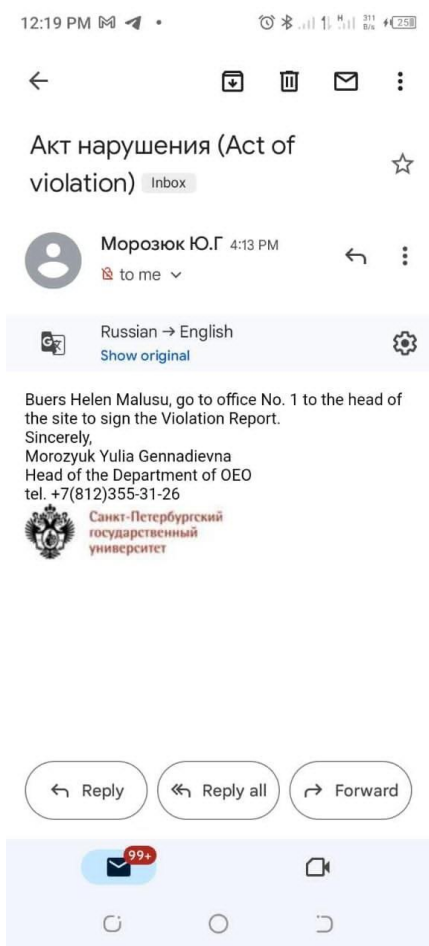 12:19 PM
H
311
B/s
25
Акт нарушения (Act of
violation) Inbox
Морозюк Ю.Г 4:13 PM
to me
Russian → English
Show original
Buers Helen Malusu, go to office No. 1 to the head of
the site to sign the Violation Report.
Sincerely,
Morozyuk Yulia Gennadievna
Head of the Department of OEO
tel. +7(812)355-31-26
Санкт-Петербургский
государственный
университет
Reply
Reply all
Forward
99+